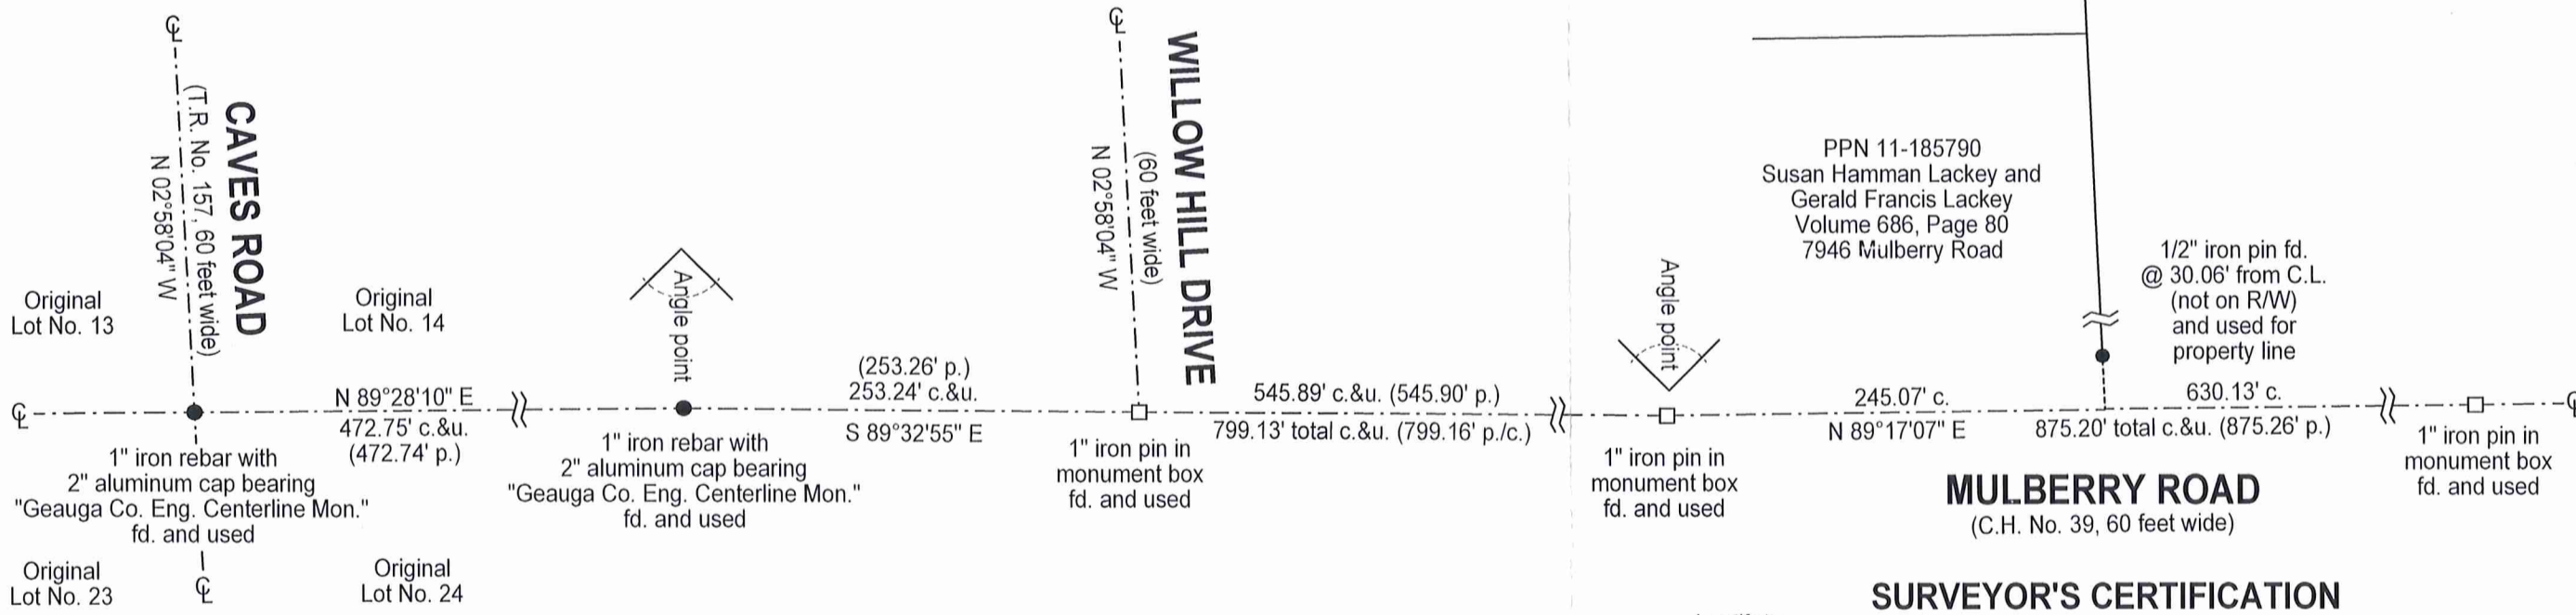 ℄
CAVES ROAD
(T.R. No. 157, 60 feet wide)
N 02°58'04" W
Original
Lot No. 13
Original
Lot No. 14
℄
N 89°28'10" E
472.75' c.&u.
(472.74' p.)
1" iron rebar with
2" aluminum cap bearing
"Geauga Co. Eng. Centerline Mon."
fd. and used
℄
Original
Lot No. 23
Original
Lot No. 24
Angle point
1" iron rebar with
2" aluminum cap bearing
"Geauga Co. Eng. Centerline Mon."
fd. and used
(253.26' p.)
253.24' c.&u.
S 89°32'55" E
℄
WILLOW HILL DRIVE
(60 feet wide)
N 02°58'04" W
1" iron pin in
monument box
fd. and used
545.89' c.&u. (545.90' p.)
799.13' total c.&u. (799.16' p./c.)
Angle point
1" iron pin in
monument box
fd. and used
PPN 11-185790
Susan Hamman Lackey and
Gerald Francis Lackey
Volume 686, Page 80
7946 Mulberry Road
1/2" iron pin fd.
@ 30.06' from C.L.
(not on R/W)
and used for
property line
245.07' c.
N 89°17'07" E
630.13' c.
875.20' total c.&u. (875.26' p.)
1" iron pin in
monument box
fd. and used
MULBERRY ROAD
(C.H. No. 39, 60 feet wide)
SURVEYOR'S CERTIFICATION